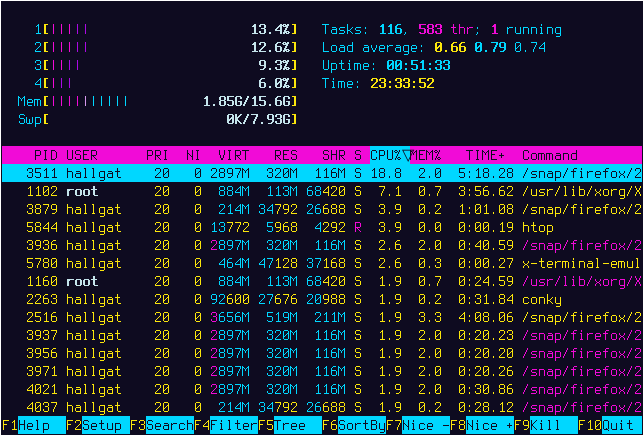 1[||||| 13.4%] Tasks: 116, 583 thr; 1 running
2[||||| 12.6%] Load average: 0.66 0.79 0.74
3[|||| 9.3%] Uptime: 00:51:33
4[||| 6.0%] Time: 23:33:52
Mem[|||||||||| 1.85G/15.6G]
Swp[ 0K/7.93G]
PID USER PRI NI VIRT RES SHR S CPU%▽MEM% TIME+ Command
3511 hallgat 20 0 2897M 320M 116M S 18.8 2.0 5:18.28 /snap/firefox/2
1102 root 20 0 884M 113M 68420 S 7.1 0.7 3:56.62 /usr/lib/xorg/X
3879 hallgat 20 0 214M 34792 26688 S 3.9 0.2 1:01.08 /snap/firefox/2
5844 hallgat 20 0 13772 5968 4292 R 3.9 0.0 0:00.19 htop
3936 hallgat 20 0 2897M 320M 116M S 2.6 2.0 0:40.59 /snap/firefox/2
5780 hallgat 20 0 464M 47128 37168 S 2.6 0.3 0:00.27 x-terminal-emul
1160 root 20 0 884M 113M 68420 S 1.9 0.7 0:24.59 /usr/lib/xorg/X
2263 hallgat 20 0 92600 27676 20988 S 1.9 0.2 0:31.84 conky
2516 hallgat 20 0 3656M 519M 211M S 1.9 3.3 4:08.06 /snap/firefox/2
3937 hallgat 20 0 2897M 320M 116M S 1.9 2.0 0:20.23 /snap/firefox/2
3956 hallgat 20 0 2897M 320M 116M S 1.9 2.0 0:20.20 /snap/firefox/2
3971 hallgat 20 0 2897M 320M 116M S 1.9 2.0 0:20.26 /snap/firefox/2
4021 hallgat 20 0 2897M 320M 116M S 1.9 2.0 0:30.86 /snap/firefox/2
4037 hallgat 20 0 214M 34792 26688 S 1.9 0.2 0:28.12 /snap/firefox/2
F1Help F2Setup F3SearchF4FilterF5Tree F6SortByF7Nice -F8Nice +F9Kill F10Quit